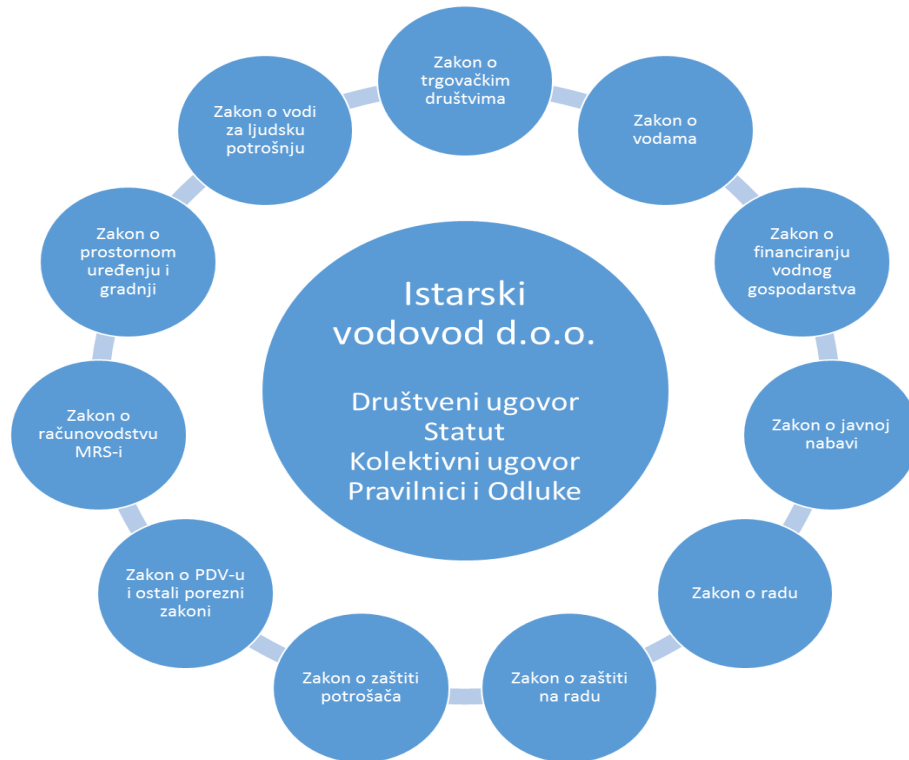 Zakon o
trgovačkim
društvima
Zakon o
vodama
Zakon o
financiranju
vodnog
gospodarstva
Zakon o javnoj
nabavi
Zakon o radu
Zakon o zaštiti
na radu
Zakon o zaštiti
potrošača
Zakon o PDV-u
i ostali porezni
zakoni
Zakon o
računovodstvu
MRS-i
Zakon o
prostornom
uređenju i
gradnji
Zakon o vodi
za ljudsku
potrošnju
Istarski
vodovod d.o.o.
Društveni ugovor
Statut
Kolektivni ugovor
Pravilnici i Odluke